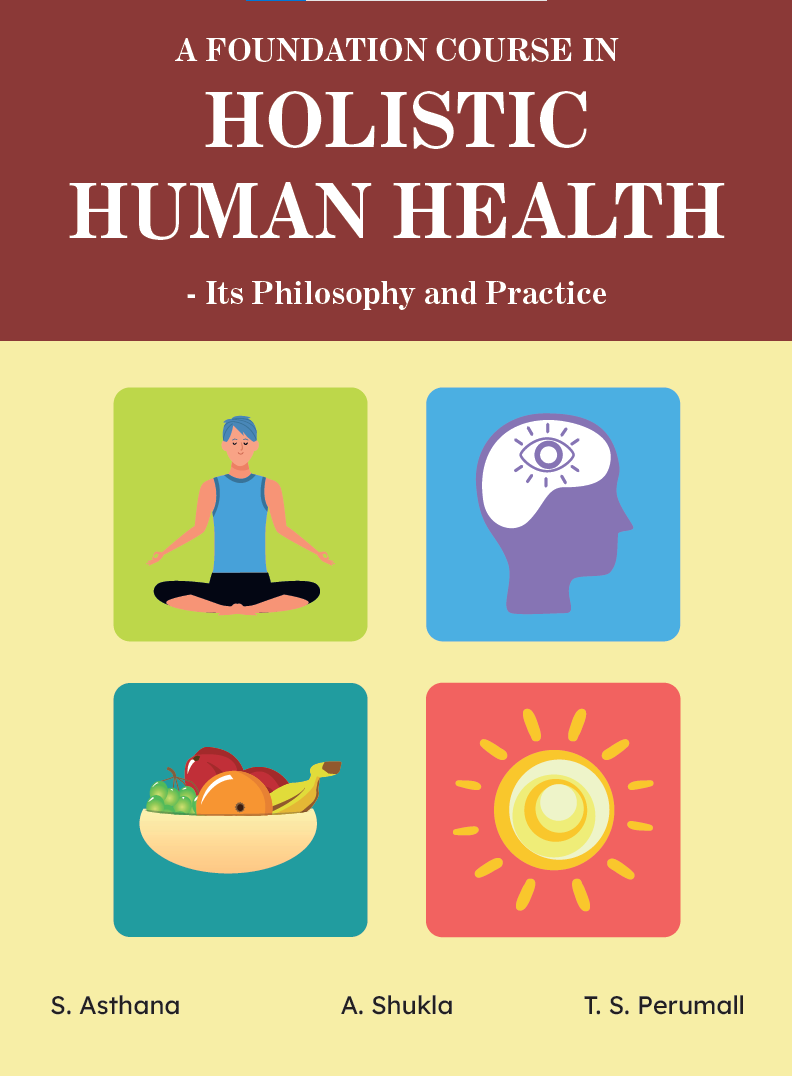 A FOUNDATION COURSE IN
HOLISTIC
HUMAN HEALTH
- Its Philosophy and Practice
S. Asthana A. Shukla T. S. Perumall